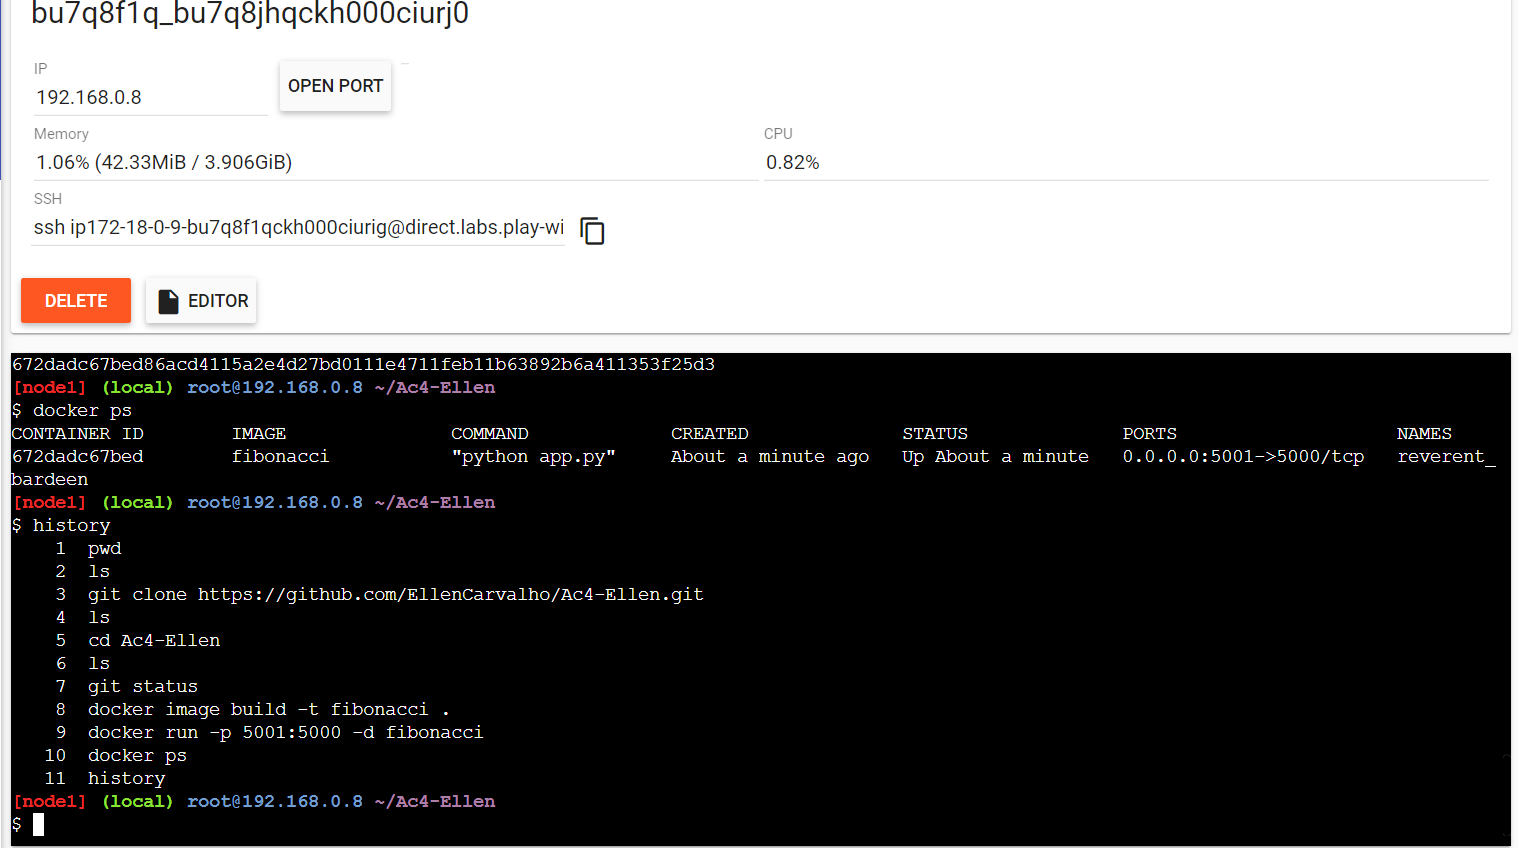 bu7q8f1q_bu7q8jhqckh000ciurj0
IP
192.168.0.8
OPEN PORT
Memory
1.06% (42.33MiB / 3.906GiB)
CPU
0.82%
SSH
ssh ip172-18-0-9-bu7q8f1qckh000ciurig@direct.labs.play-wi
DELETE
EDITOR
672dadc67bed86acd4115a2e4d27bd0111e4711feb11b63892b6a411353f25d3
[node1] (local) root@192.168.0.8 ~/Ac4-Ellen
$ docker ps
CONTAINER ID        IMAGE               COMMAND             CREATED              STATUS              PORTS                    NAMES
672dadc67bed        fibonacci           "python app.py"     About a minute ago   Up About a minute   0.0.0.0:5001->5000/tcp   reverent_
bardeen
[node1] (local) root@192.168.0.8 ~/Ac4-Ellen
$ history
1  pwd
2  ls
3  git clone https://github.com/EllenCarvalho/Ac4-Ellen.git
4  ls
5  cd Ac4-Ellen
6  ls
7  git status
8  docker image build -t fibonacci .
9  docker run -p 5001:5000 -d fibonacci
10  docker ps
11  history
[node1] (local) root@192.168.0.8 ~/Ac4-Ellen
$